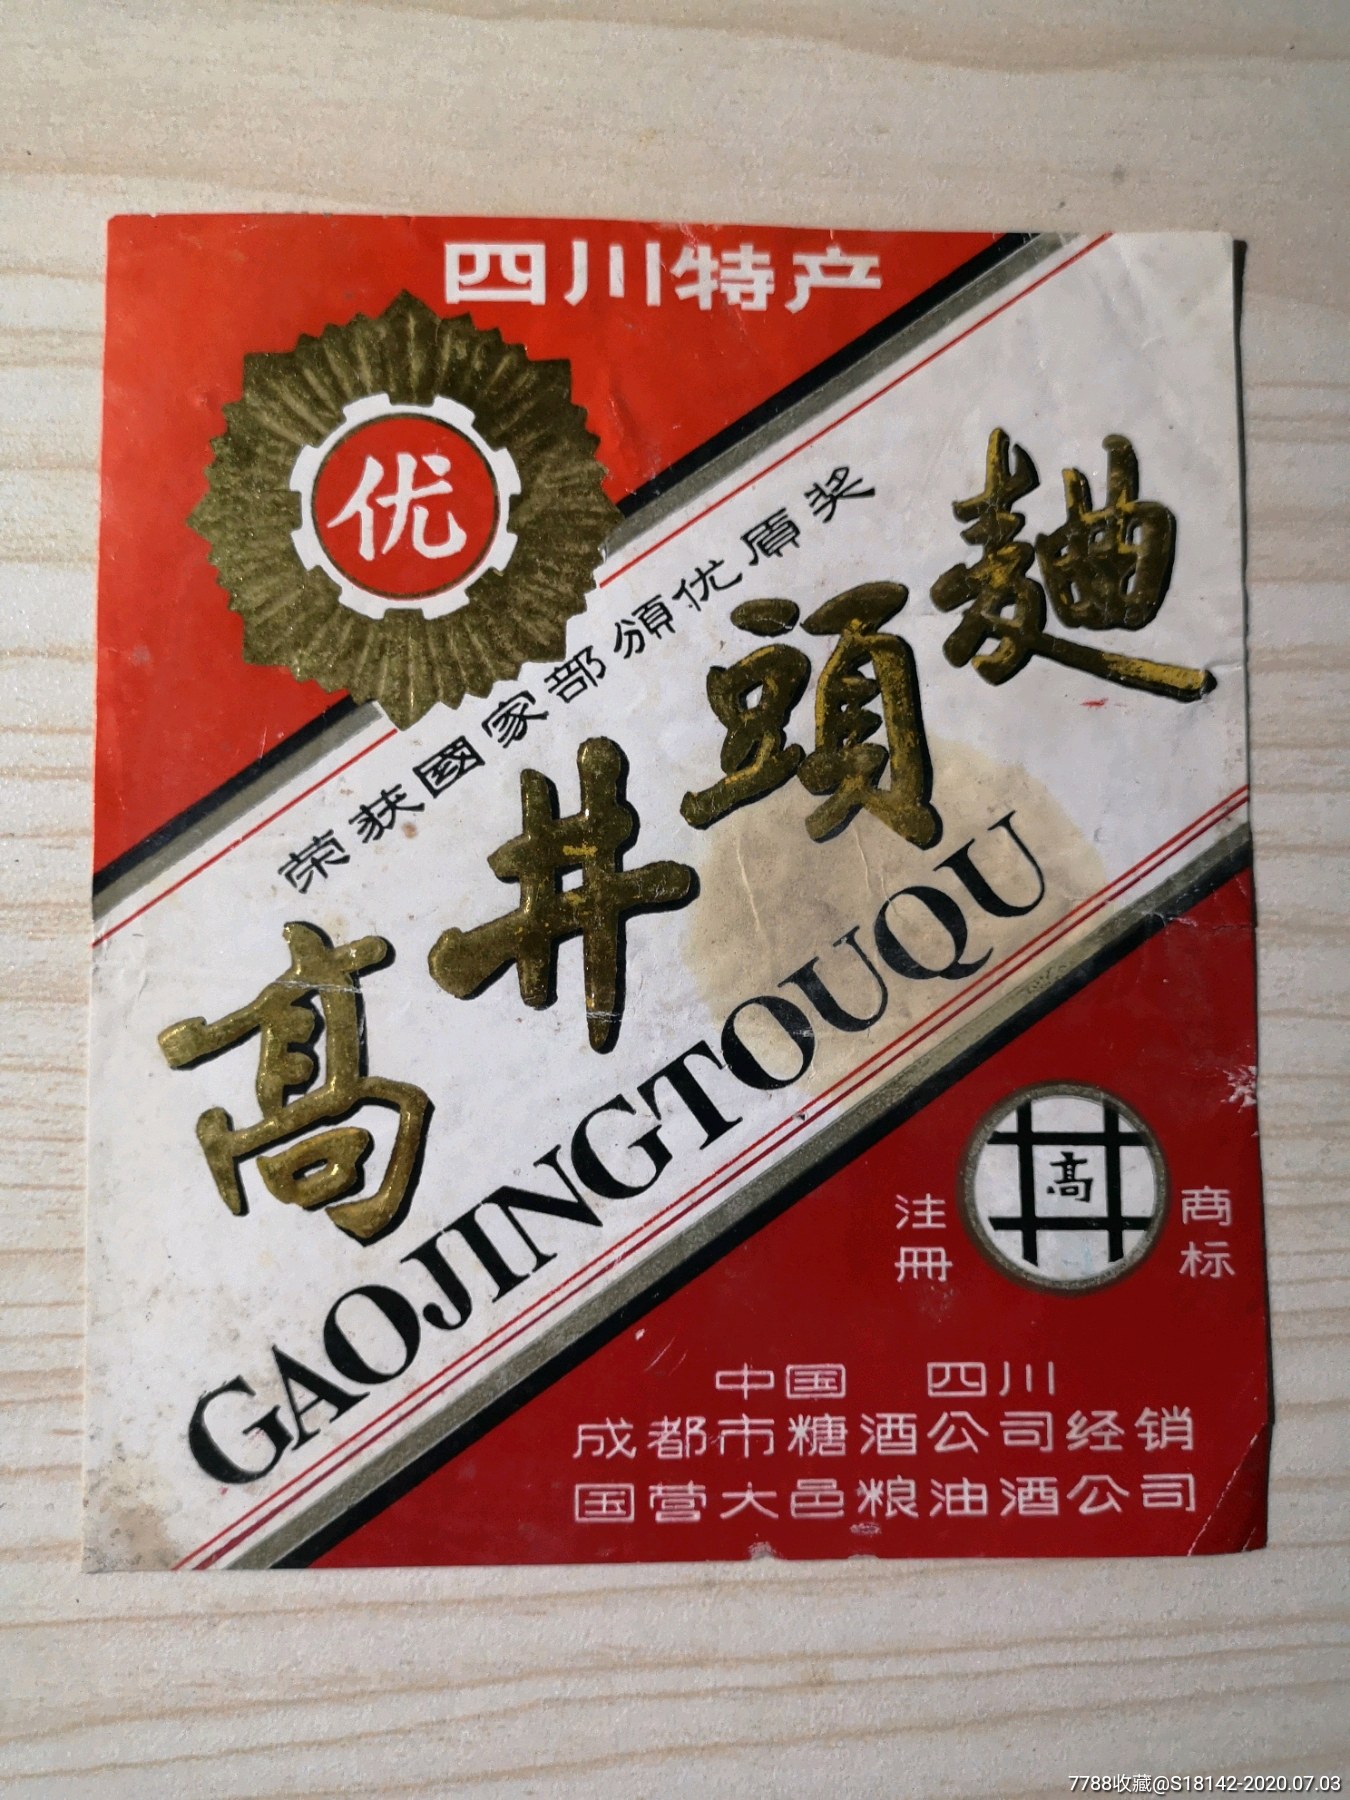 四川特产
优
荣获國家部頒优质奖
高井頭麯
GAOJINGTOUQU
高
注册 商标
中国 四川
成都市糖酒公司经销
国营大邑粮油酒公司
7788收藏@S18142-2020.07.03